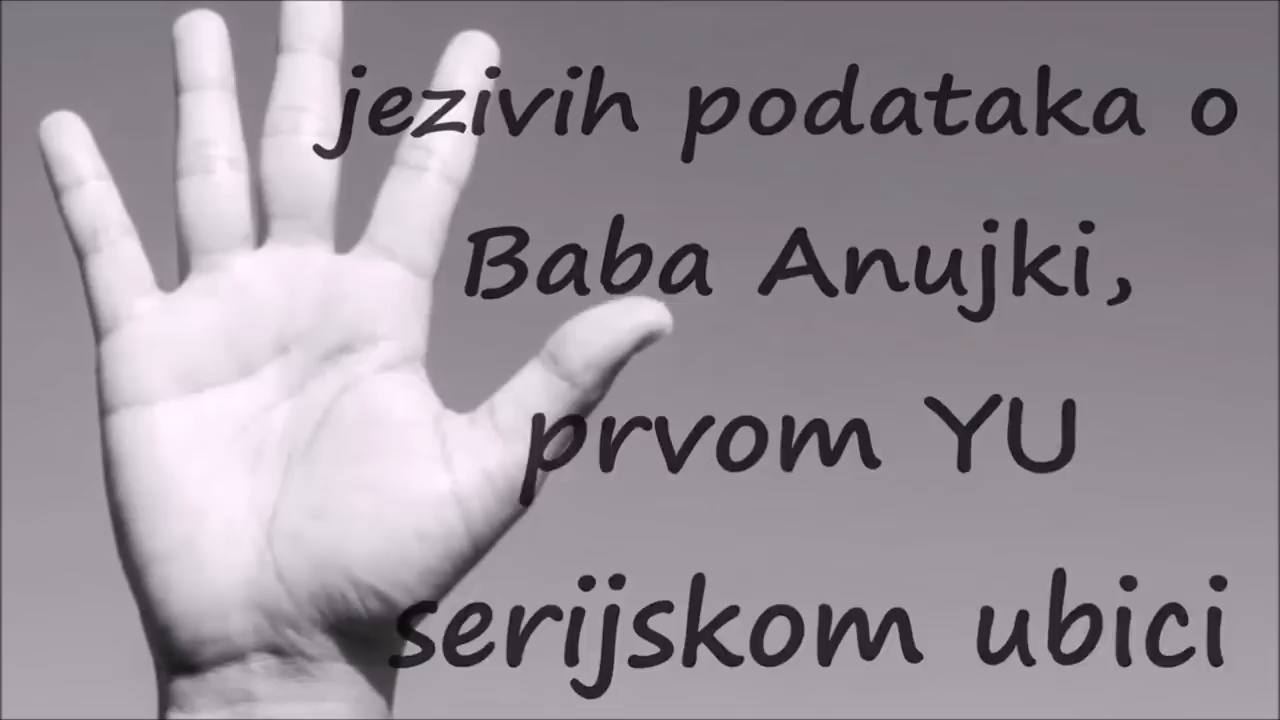 jezivih podataka o
Baba Anujki,
prvom YU
serijskom ubici